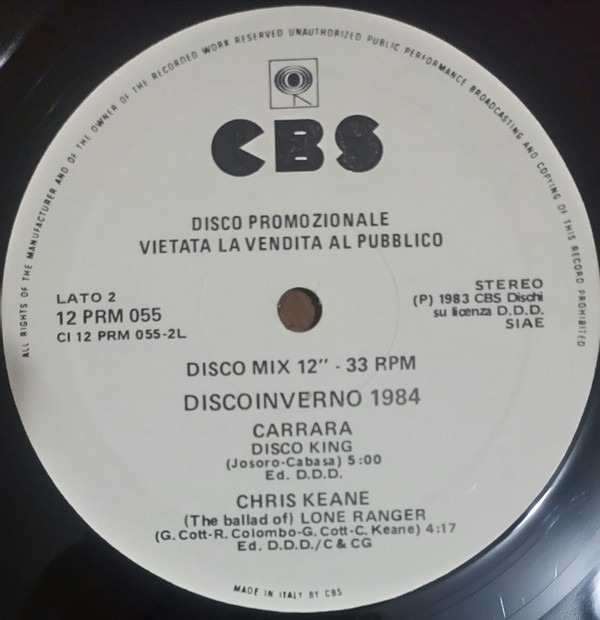 ALL RIGHTS OF THE MANUFACTURER AND OF THE OWNER OF THE RECORDED WORK RESERVED UNAUTHORIZED PUBLIC PERFORMANCE BROADCASTING AND COPYING OF THIS RECORD PROHIBITED
CBS
DISCO PROMOZIONALE
VIETATA LA VENDITA AL PUBBLICO
LATO 2
12 PRM 055
CI 12 PRM 055-2L
STEREO
(P) 1983 CBS Dischi
su licenza D.D.D.
SIAE
DISCO MIX 12" - 33 RPM
DISCOINVERNO 1984
CARRARA
DISCO KING
(Josoro-Cabasa) 5:00
Ed. D.D.D.
CHRIS KEANE
(The ballad of) LONE RANGER
(G. Cott-R. Colombo-G. Cott-C. Keane) 4:17
Ed. D.D.D./C & CG
MADE IN ITALY BY CBS